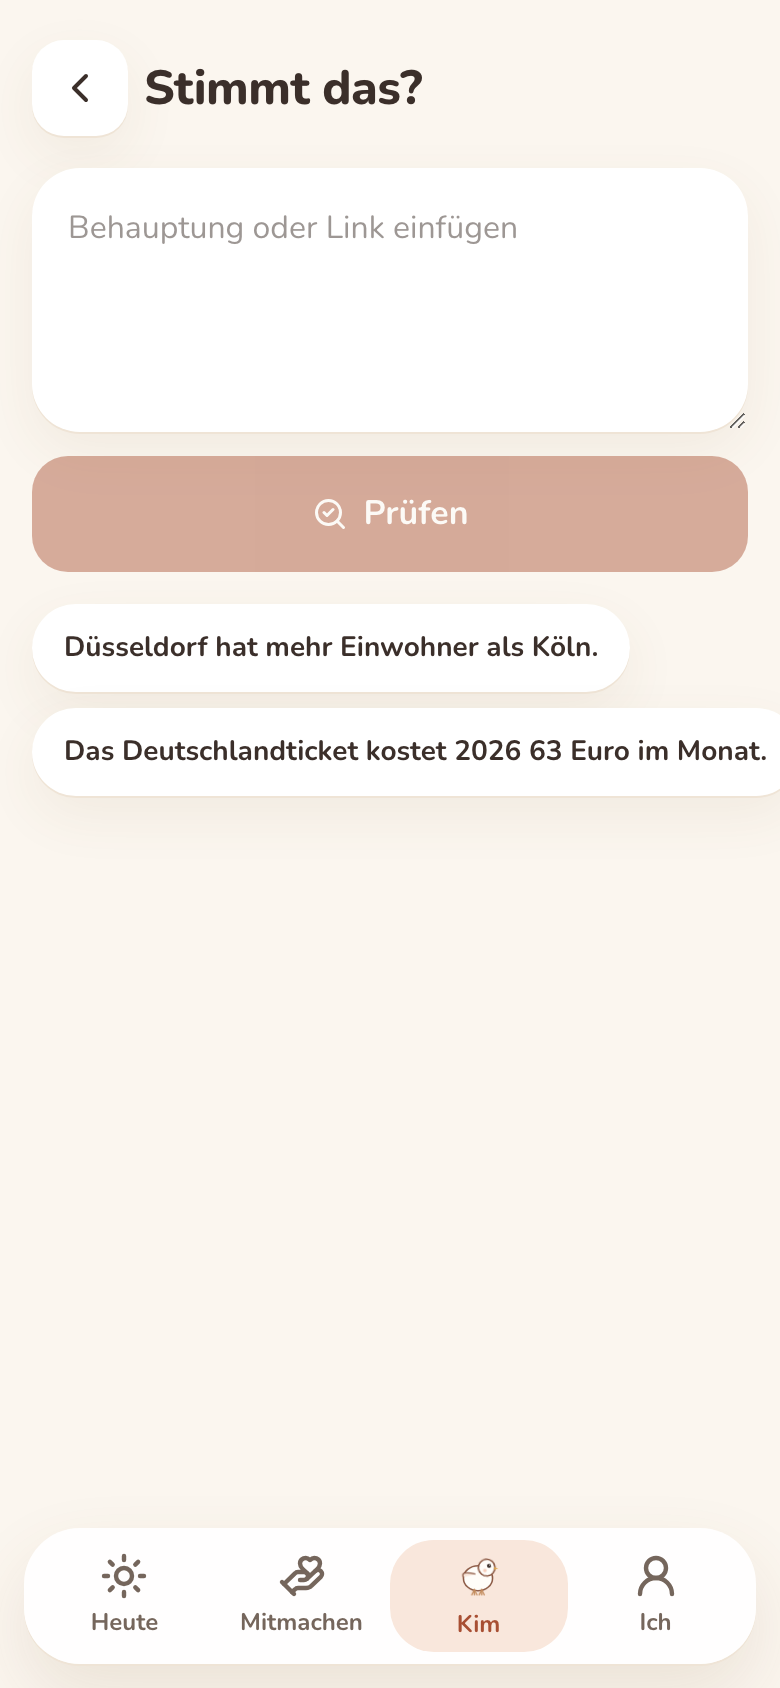 Stimmt das?
Behauptung oder Link einfügen
Prüfen
Düsseldorf hat mehr Einwohner als Köln.
Das Deutschlandticket kostet 2026 63 Euro im Monat.
Heute
Mitmachen
Kim
Ich